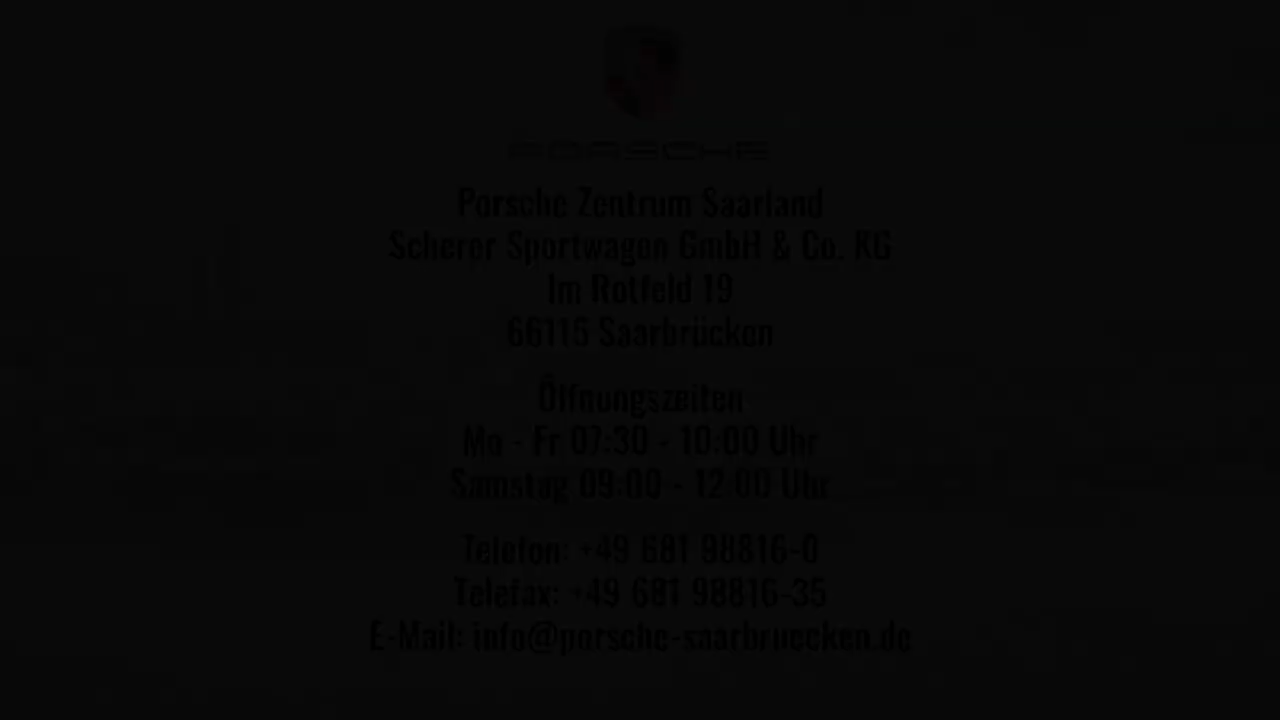 PORSCHE
Porsche Zentrum Saarland
Scherer Sportwagen GmbH & Co. KG
Im Rotfeld 19
66115 Saarbrücken
Öffnungszeiten
Mo - Fr 07:30 - 18:00 Uhr
Samstag 09:00 - 12:00 Uhr
Telefon: +49 681 98816-0
Telefax: +49 681 98816-35
E-Mail: info@porsche-saarbruecken.de